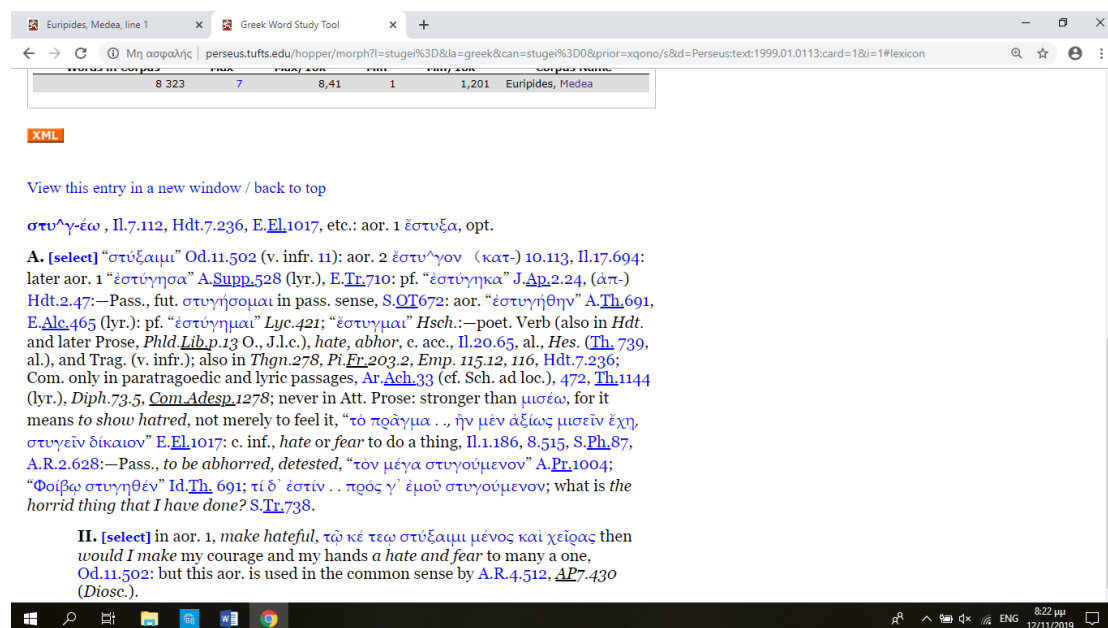 Euripides, Medea, line 1
Greek Word Study Tool
Μη ασφαλής | perseus.tufts.edu/hopper/morph?l=stugei%3D&la=greek&can=stugei%3D0&prior=xqono/s&d=Perseus:text:1999.01.0113:card=1&i=1#lexicon
Words in Corpus Max Max/10k Min Min/10k Corpus Name
8 323 7 8,41 1 1,201 Euripides, Medea
XML
View this entry in a new window / back to top
στυ^γ-έω , Il.7.112, Hdt.7.236, E.El.1017, etc.: aor. 1 ἔστυξα, opt.
A. [select] “στύξαιμι” Od.11.502 (v. infr. 11): aor. 2 ἔστυ^γον （κατ-) 10.113, Il.17.694:
later aor. 1 “ἐστύγησα” A.Supp.528 (lyr.), E.Tr.710: pf. “ἐστύγηκα” J.Ap.2.24, (ἀπ-)
Hdt.2.47:—Pass., fut. στυγήσομαι in pass. sense, S.OT672: aor. “ἐστυγήθην” A.Th.691,
E.Alc.465 (lyr.): pf. “ἐστύγημαι” Lyc.421; “ἔστυγμαι” Hsch.:—poet. Verb (also in Hdt.
and later Prose, Phld.Lib.p.13 O., J.l.c.), hate, abhor, c. acc., Il.20.65, al., Hes. (Th. 739,
al.), and Trag. (v. infr.); also in Thgn.278, Pi.Fr.203.2, Emp. 115.12, 116, Hdt.7.236;
Com. only in paratragoedic and lyric passages, Ar.Ach.33 (cf. Sch. ad loc.), 472, Th.1144
(lyr.), Diph.73.5, Com.Adesp.1278; never in Att. Prose: stronger than μισέω, for it
means to show hatred, not merely to feel it, “τὸ πρᾶγμα . ., ἢν μὲν ἀξίως μισεῖν ἔχῃ,
στυγεῖν δίκαιον” E.El.1017: c. inf., hate or fear to do a thing, Il.1.186, 8.515, S.Ph.87,
A.R.2.628:—Pass., to be abhorred, detested, “τὸν μέγα στυγούμενον” A.Pr.1004;
“Φοίβῳ στυγηθέν” Id.Th. 691; τί δ᾽ ἐστίν . . πρός γ᾽ ἐμοῦ στυγούμενον; what is the
horrid thing that I have done? S.Tr.738.
II. [select] in aor. 1, make hateful, τῷ κέ τεῳ στύξαιμι μένος καὶ χεῖρας then
would I make my courage and my hands a hate and fear to many a one,
Od.11.502: but this aor. is used in the common sense by A.R.4.512, AP7.430
(Diosc.).
ENG
8:22 μμ
12/11/2019